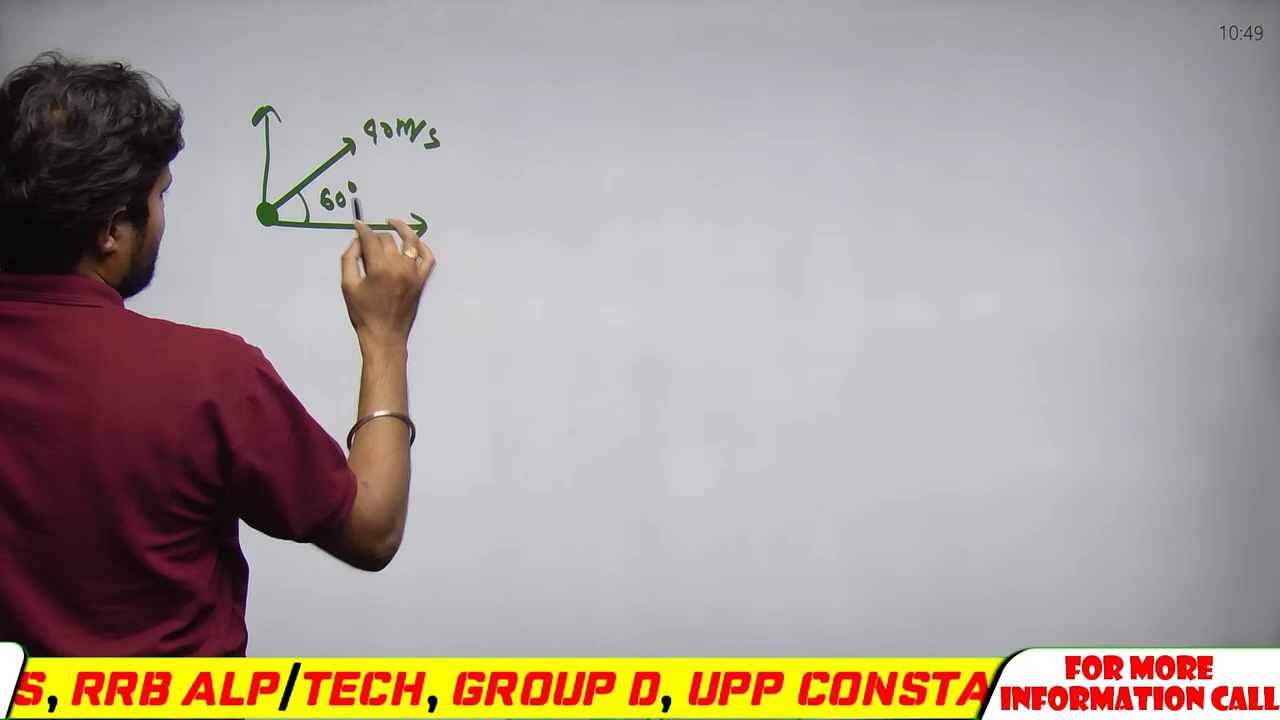 10:49
90m/s
60°
S, RRB ALP/TECH, GROUP D, UPP CONSTA
FOR MORE
INFORMATION CALL